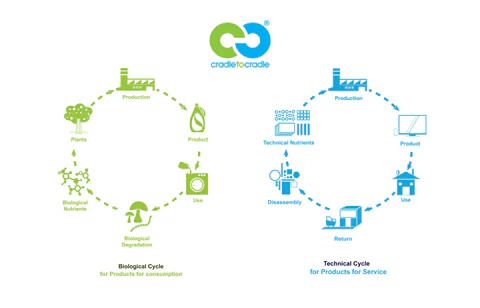 ®
cradletocradle
Production
Plants
Product
Biological
Nutrients
Use
Biological
Degradation
Biological Cycle
for Products for consumption
Production
Technical Nutrients
Product
Disassembly
Use
Return
Technical Cycle
for Products for Service